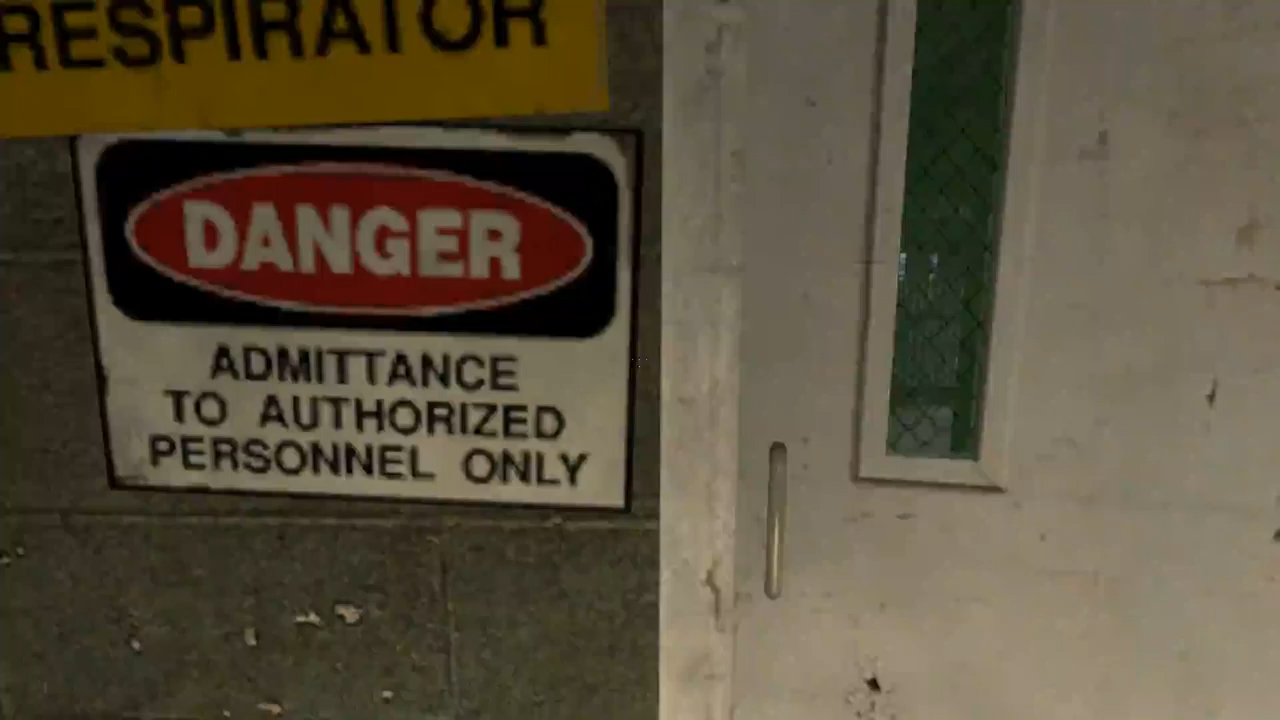 RESPIRATOR
DANGER
ADMITTANCE
TO AUTHORIZED
PERSONNEL ONLY